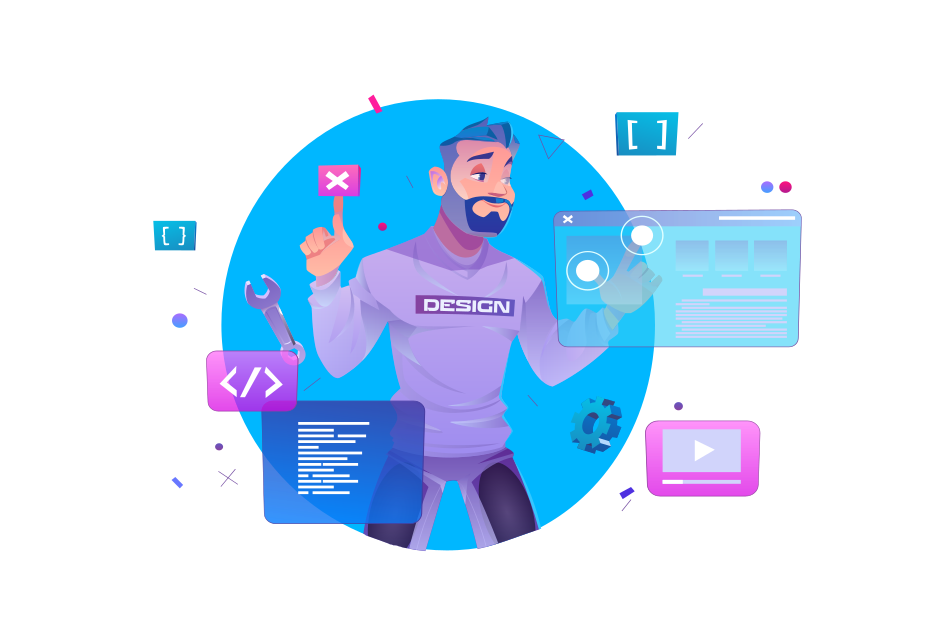 [ ]
{ }
DESIGN
</>